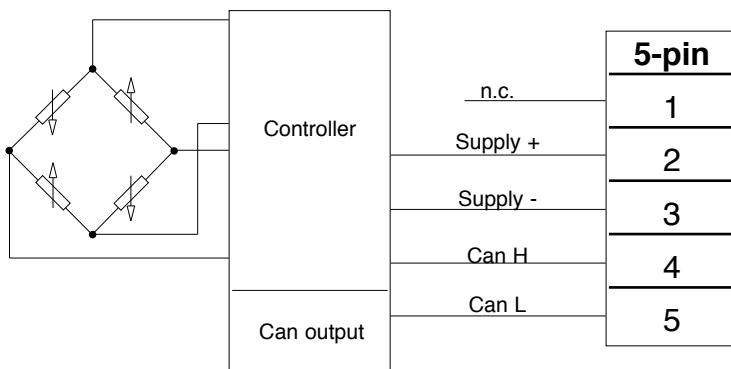 5-pin
n.c.
1
Controller
Supply +
2
Supply -
3
Can H
4
Can L
5
Can output